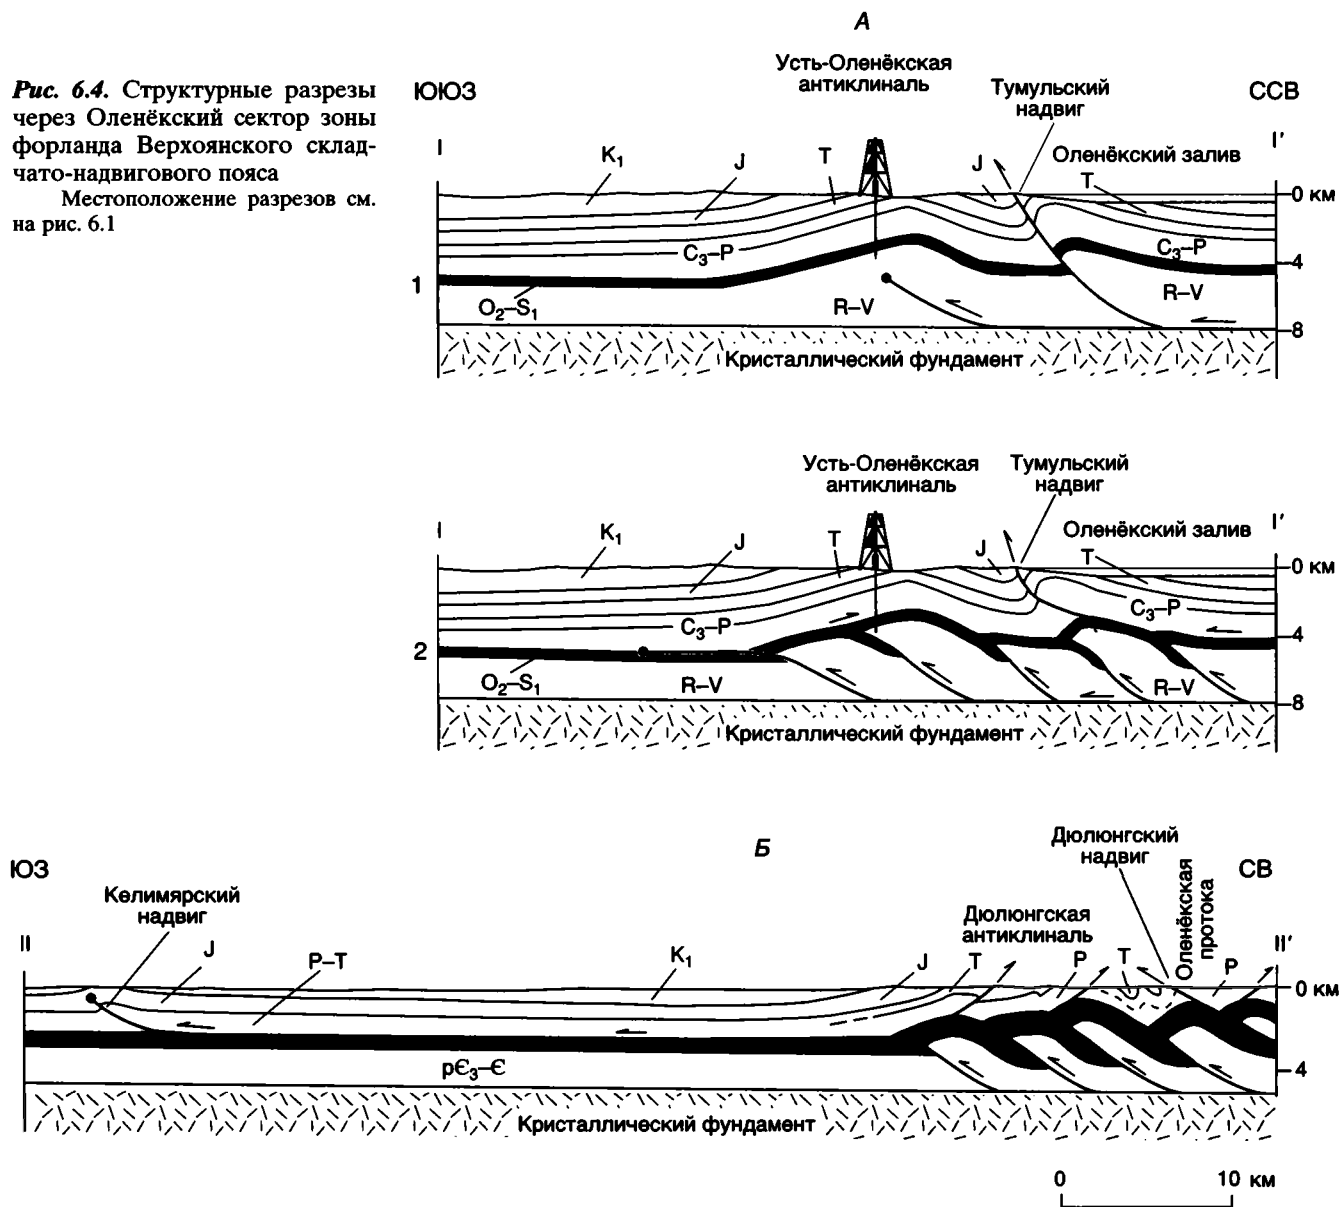 Рис. 6.4. Структурные разрезы
через Оленёкский сектор зоны
форланда Верхоянского склад-
чато-надвигового пояса
Местоположение разрезов см.
на рис. 6.1
А
Усть-Оленёкская
антиклиналь
ЮЮЗ
Тумульский
надвиг
ССВ
I
K₁
J
T
J
Оленёкский залив
T
I'
0 км
C₃–P
C₃–P
4
1
O₂–S₁
R–V
R–V
8
Кристаллический фундамент
Усть-Оленёкская
антиклиналь
Тумульский
надвиг
I
K₁
J
T
J
Оленёкский залив
T
I'
0 км
C₃–P
C₃–P
4
2
O₂–S₁
R–V
R–V
8
Кристаллический фундамент
Б
ЮЗ
Дюлюнгский
надвиг
СВ
Келимярский
надвиг
Оленёкская
протока
Дюлюнгская
антиклиналь
II
J
P–T
K₁
J
T
P
T
P
II'
0 км
pЄ₃–Є
4
Кристаллический фундамент
0
10 км